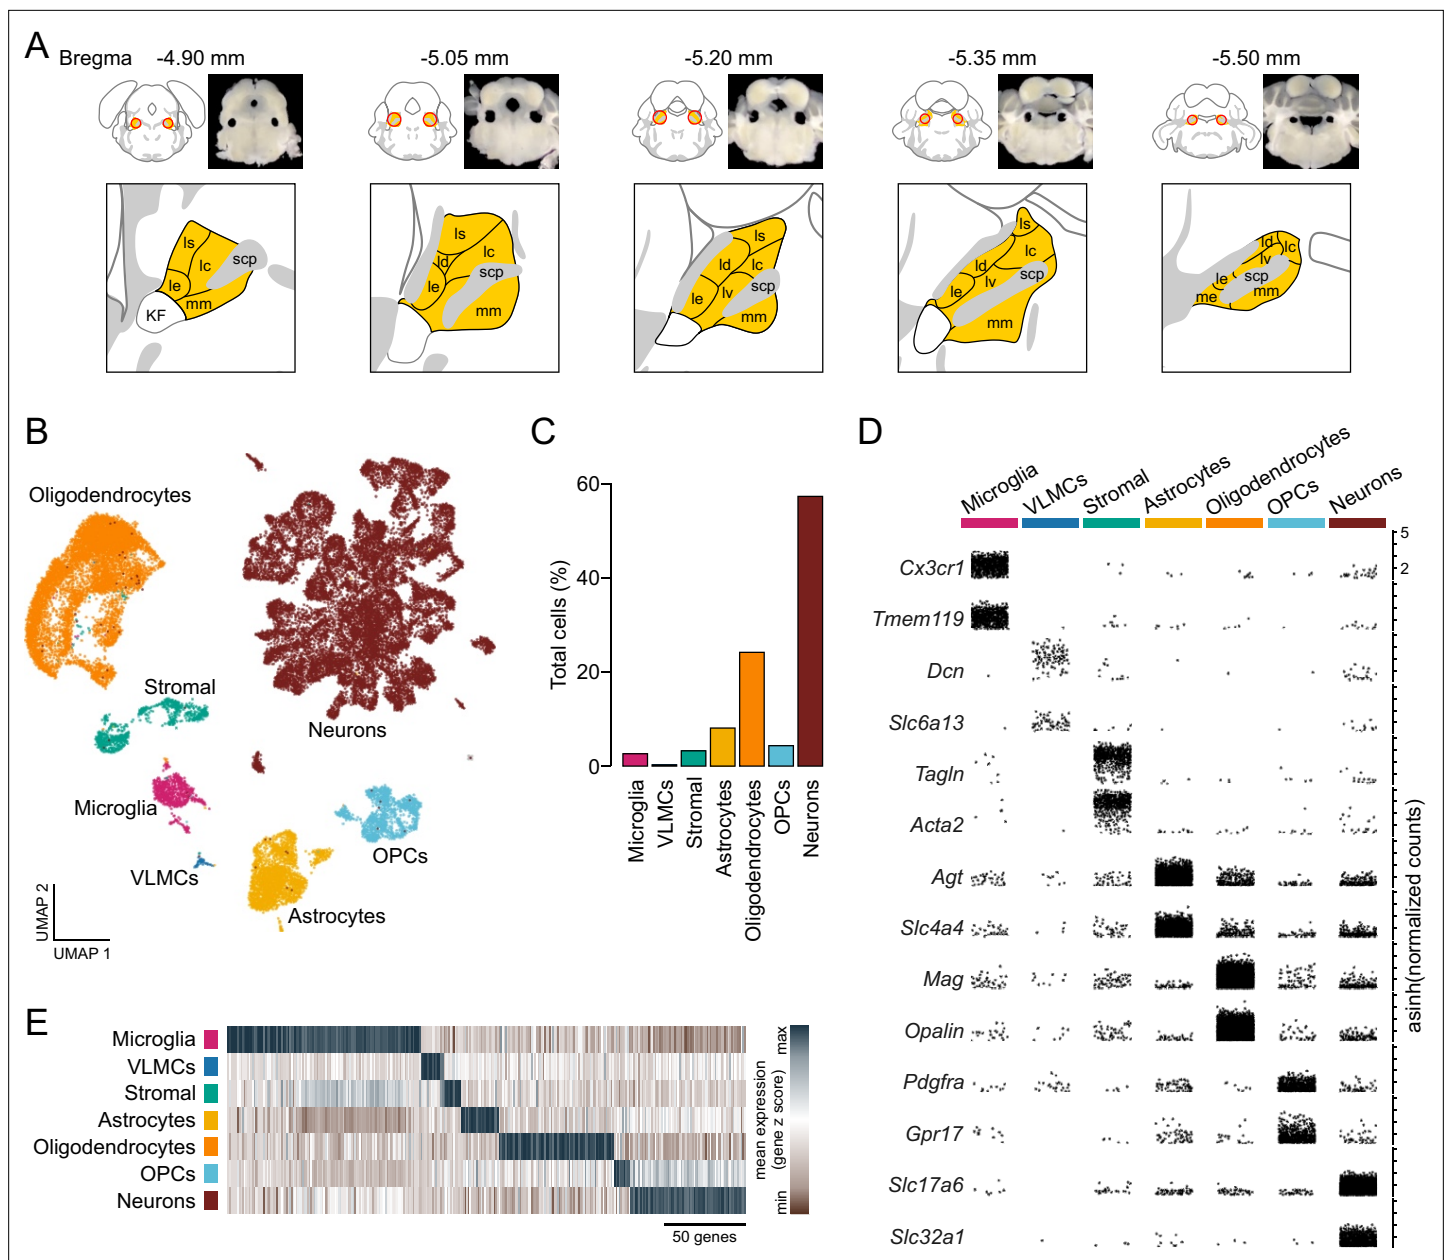 A
Bregma -4.90 mm -5.05 mm -5.20 mm -5.35 mm -5.50 mm
ls lc le scp mm KF
ls lc ld scp le mm
ls lc ld lv scp le mm
ls lc ld scp lv le mm
ld lc lv le scp me mm
B
Oligodendrocytes
Stromal
Neurons
Microglia
OPCs
VLMCs
Astrocytes
UMAP 2
UMAP 1
C
Total cells (%)
60
40
20
0
Microglia
VLMCs
Stromal
Astrocytes
Oligodendrocytes
OPCs
Neurons
D
Microglia
VLMCs
Stromal
Astrocytes
Oligodendrocytes
OPCs
Neurons
5
2
Cx3cr1
Tmem119
Dcn
Slc6a13
Tagln
Acta2
Agt
Slc4a4
Mag
Opalin
Pdgfra
Gpr17
Slc17a6
Slc32a1
asinh(normalized counts)
E
Microglia
VLMCs
Stromal
Astrocytes
Oligodendrocytes
OPCs
Neurons
50 genes
mean expression
(gene z score)
max
min